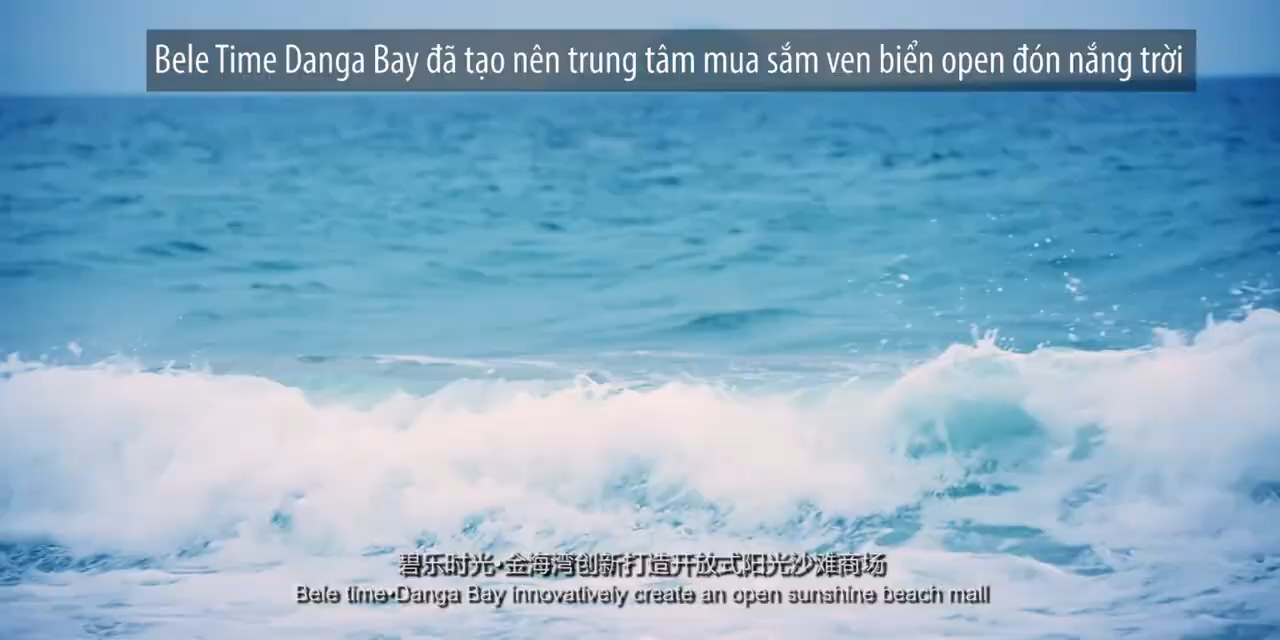 Bele Time Danga Bay đã tạo nên trung tâm mua sắm ven biển open đón nắng trời
碧乐时光•金海湾创新打造开放式阳光沙滩商场
Bele time•Danga Bay innovatively create an open sunshine beach mall